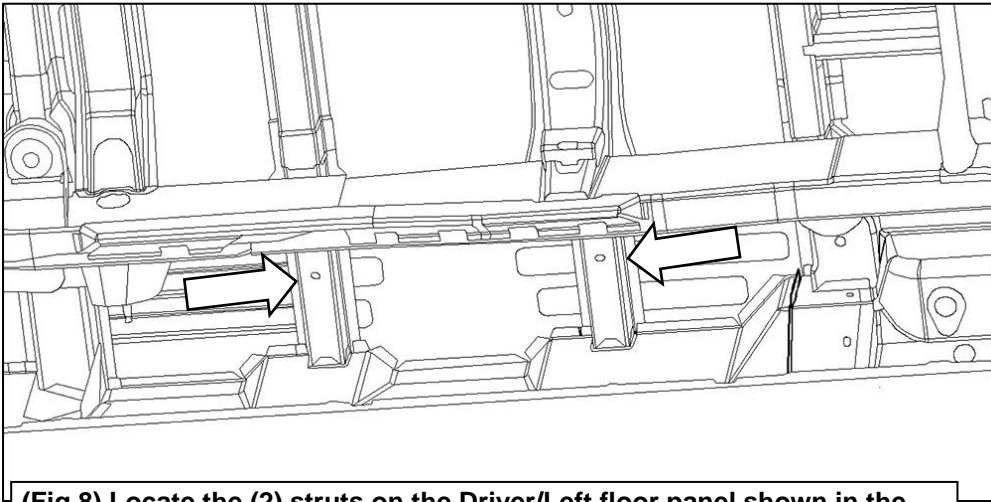 (Fig 8) Locate the (2) struts on the Driver/Left floor panel shown in the